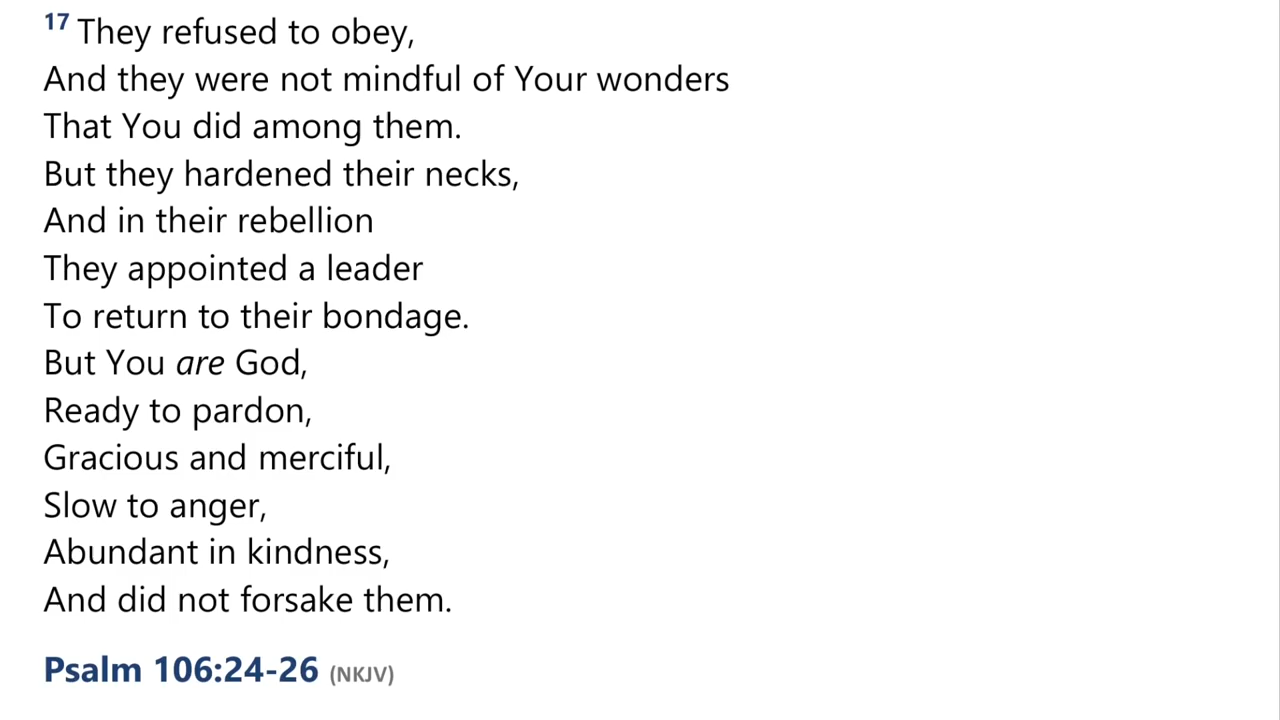 17 They refused to obey,
And they were not mindful of Your wonders
That You did among them.
But they hardened their necks,
And in their rebellion
They appointed a leader
To return to their bondage.
But You are God,
Ready to pardon,
Gracious and merciful,
Slow to anger,
Abundant in kindness,
And did not forsake them.
Psalm 106:24-26 (NKJV)